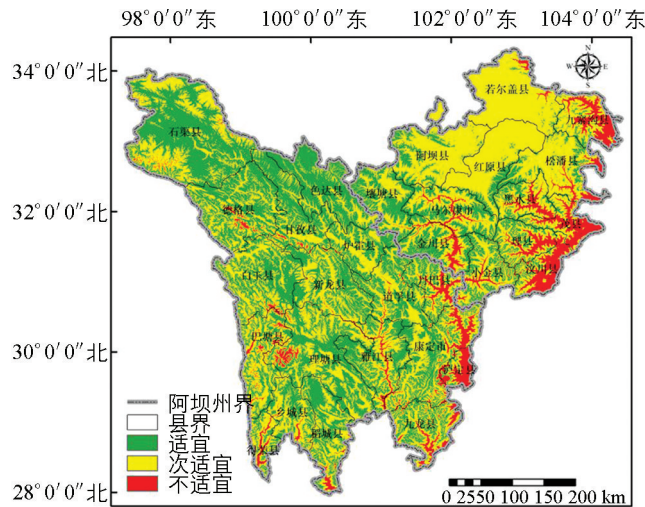 98°0′0″东 100°0′0″东 102°0′0″东 104°0′0″东
34°0′0″北
32°0′0″北
30°0′0″北
28°0′0″北
N
W E
S
若尔盖县
九寨沟县
石渠县
阿坝县
红原县
松潘县
色达县
壤塘县
黑水县
德格县
马尔康市
茂县
甘孜县
炉霍县
金川县
理县
汶川县
白玉县
新龙县
丹巴县
小金县
道孚县
巴塘县
理塘县
雅江县
康定市
泸定县
乡城县
稻城县
九龙县
得荣县
阿坝州界
县界
适宜
次适宜
不适宜
0 2550 100 150 200 km